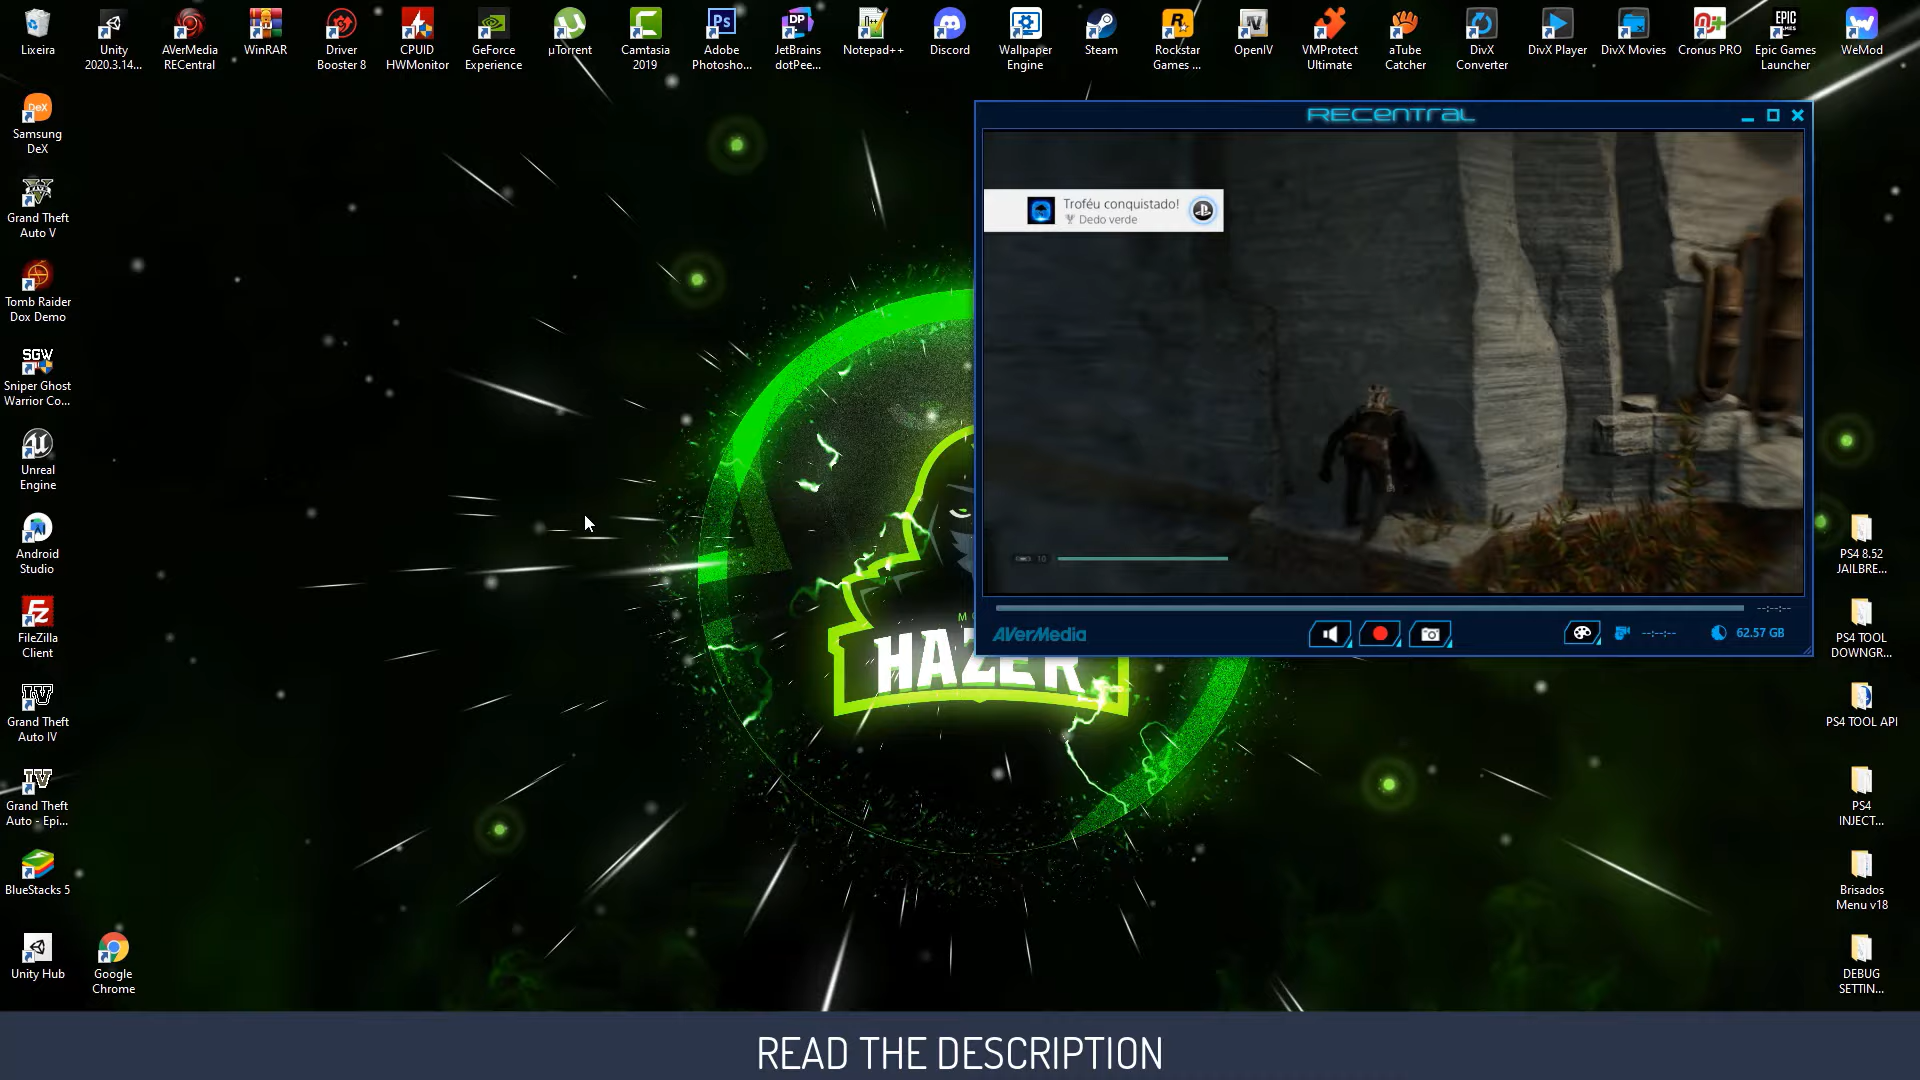 Lixeira
Unity
2020.3.14...
AVerMedia
RECentral
WinRAR
Driver
Booster 8
CPUID
HWMonitor
GeForce
Experience
µTorrent
Camtasia
2019
Adobe
Photosho...
JetBrains
dotPee...
Notepad++
Discord
Wallpaper
Engine
Steam
Rockstar
Games ...
OpenIV
VMProtect
Ultimate
aTube
Catcher
DivX
Converter
DivX Player
DivX Movies
Cronus PRO
Epic Games
Launcher
WeMod
Samsung
DeX
Grand Theft
Auto V
Tomb Raider
Dox Demo
Sniper Ghost
Warrior Co...
Unreal
Engine
Android
Studio
FileZilla
Client
Grand Theft
Auto IV
Grand Theft
Auto - Epi...
BlueStacks 5
Unity Hub
Google
Chrome
RECENTRAL
Troféu conquistado!
Dedo verde
10
--:--:--
AVerMedia
--:--:--
62.57 GB
HAZER
PS4 8.52
JAILBRE...
PS4 TOOL
DOWNGR...
PS4 TOOL API
PS4
INJECT...
Brisados
Menu v18
DEBUG
SETTIN...
READ THE DESCRIPTION